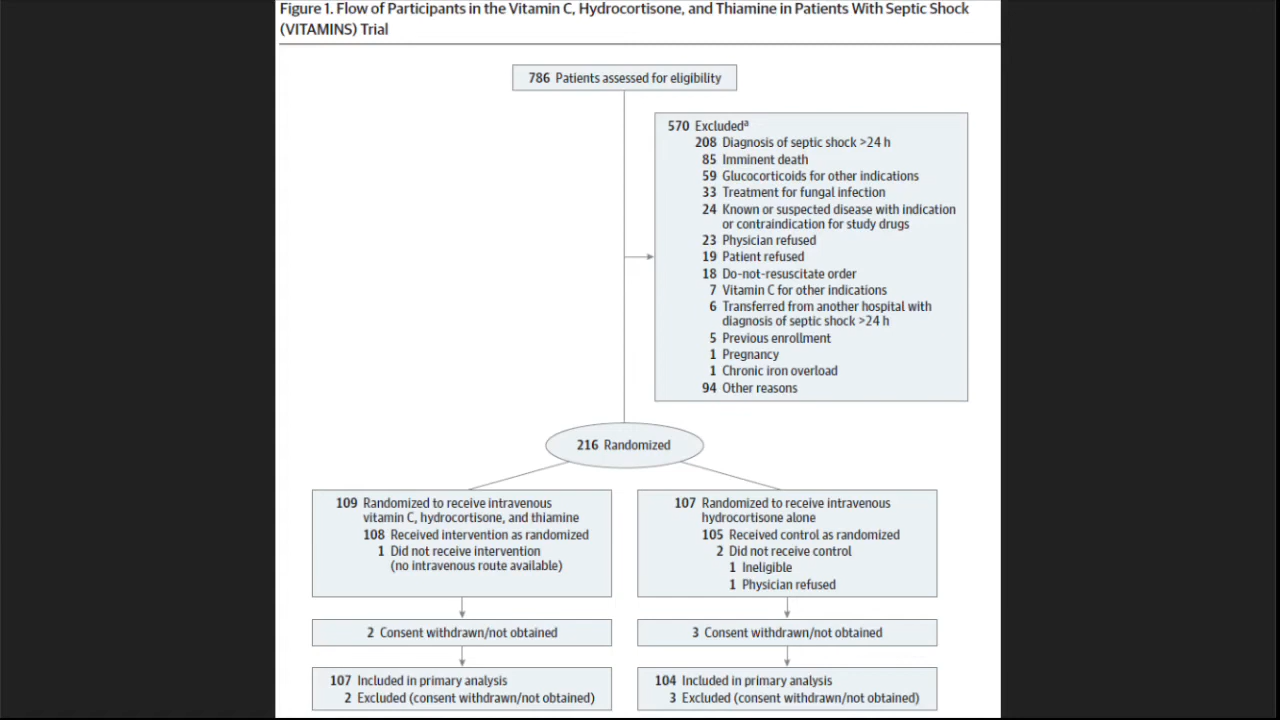 Figure 1. Flow of Participants in the Vitamin C, Hydrocortisone, and Thiamine in Patients With Septic Shock
(VITAMINS) Trial
786 Patients assessed for eligibility
570 Excludedᵃ
208 Diagnosis of septic shock >24 h
85 Imminent death
59 Glucocorticoids for other indications
33 Treatment for fungal infection
24 Known or suspected disease with indication
or contraindication for study drugs
23 Physician refused
19 Patient refused
18 Do-not-resuscitate order
7 Vitamin C for other indications
6 Transferred from another hospital with
diagnosis of septic shock >24 h
5 Previous enrollment
1 Pregnancy
1 Chronic iron overload
94 Other reasons
216 Randomized
109 Randomized to receive intravenous
vitamin C, hydrocortisone, and thiamine
108 Received intervention as randomized
1 Did not receive intervention
(no intravenous route available)
107 Randomized to receive intravenous
hydrocortisone alone
105 Received control as randomized
2 Did not receive control
1 Ineligible
1 Physician refused
2 Consent withdrawn/not obtained
3 Consent withdrawn/not obtained
107 Included in primary analysis
2 Excluded (consent withdrawn/not obtained)
104 Included in primary analysis
3 Excluded (consent withdrawn/not obtained)